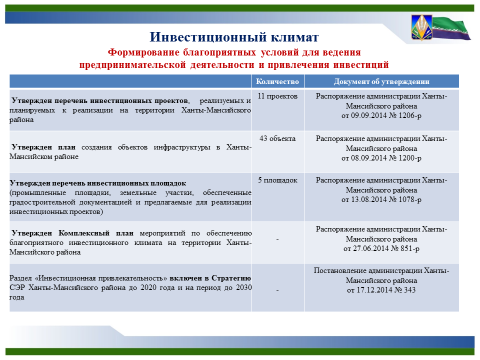 Инвестиционный климат
Формирование благоприятных условий для ведения
предпринимательской деятельности и привлечения инвестиций
Количество
Документ об утверждении
Утвержден перечень инвестиционных проектов, реализуемых и
планируемых к реализации на территории Ханты-Мансийского
района
11 проектов
Распоряжение администрации Ханты-
Мансийского района
от 09.09.2014 № 1206-р
Утвержден план создания объектов инфраструктуры в Ханты-
Мансийском районе
43 объекта
Распоряжение администрации Ханты-
Мансийского района
от 08.09.2014 № 1200-р
Утвержден перечень инвестиционных площадок
(промышленные площадки, земельные участки, обеспеченные
градостроительной документацией и предлагаемые для реализации
инвестиционных проектов)
5 площадок
Распоряжение администрации Ханты-
Мансийского района
от 13.08.2014 № 1078-р
Утвержден Комплексный план мероприятий по обеспечению
благоприятного инвестиционного климата на территории Ханты-
Мансийского района
-
Распоряжение администрации Ханты-
Мансийского района
от 27.06.2014 № 851-р
Раздел «Инвестиционная привлекательность» включен в Стратегию
СЭР Ханты-Мансийского района до 2020 года и на период до 2030
года
-
Постановление администрации Ханты-
Мансийского района
от 17.12.2014 № 343